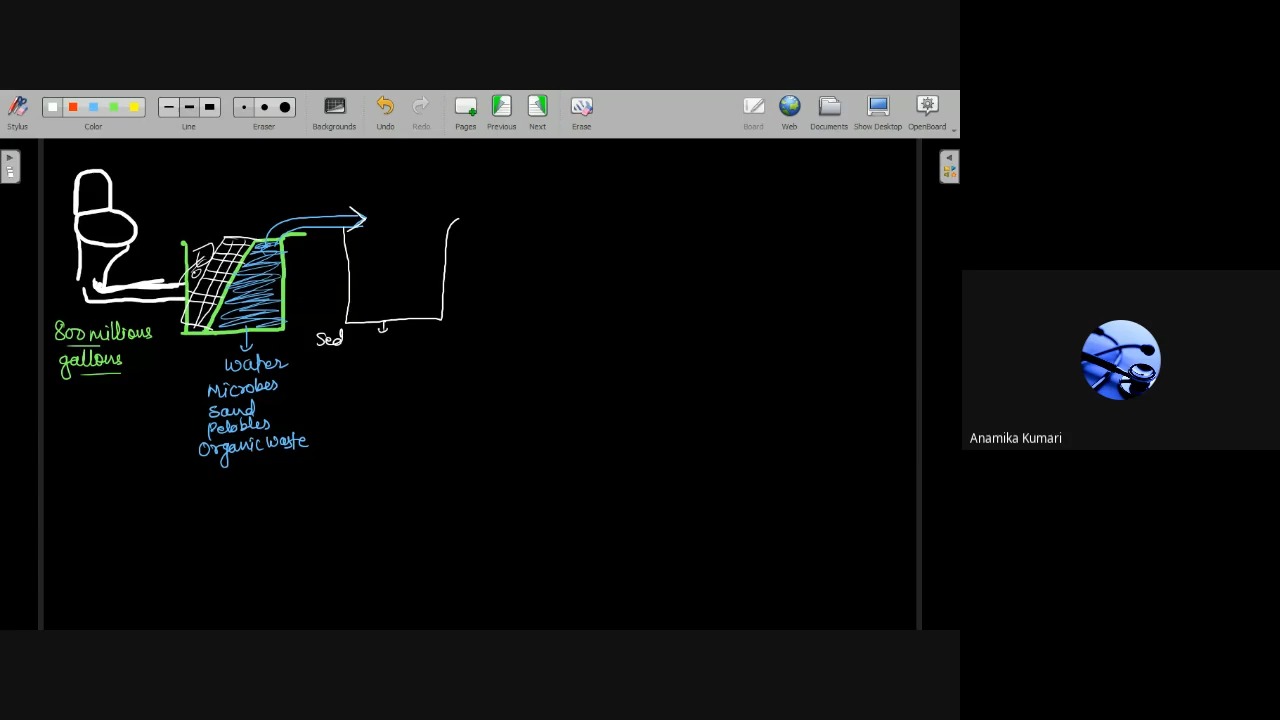 Stylus
Color
Line
Eraser
Backgrounds
Undo
Redo
Pages
Previous
Next
Erase
Board
Web
Documents
Show Desktop
OpenBoard
800 millions
gallons
Sed
Water
Microbes
Sand
Pebbles
Organic waste
Anamika Kumari